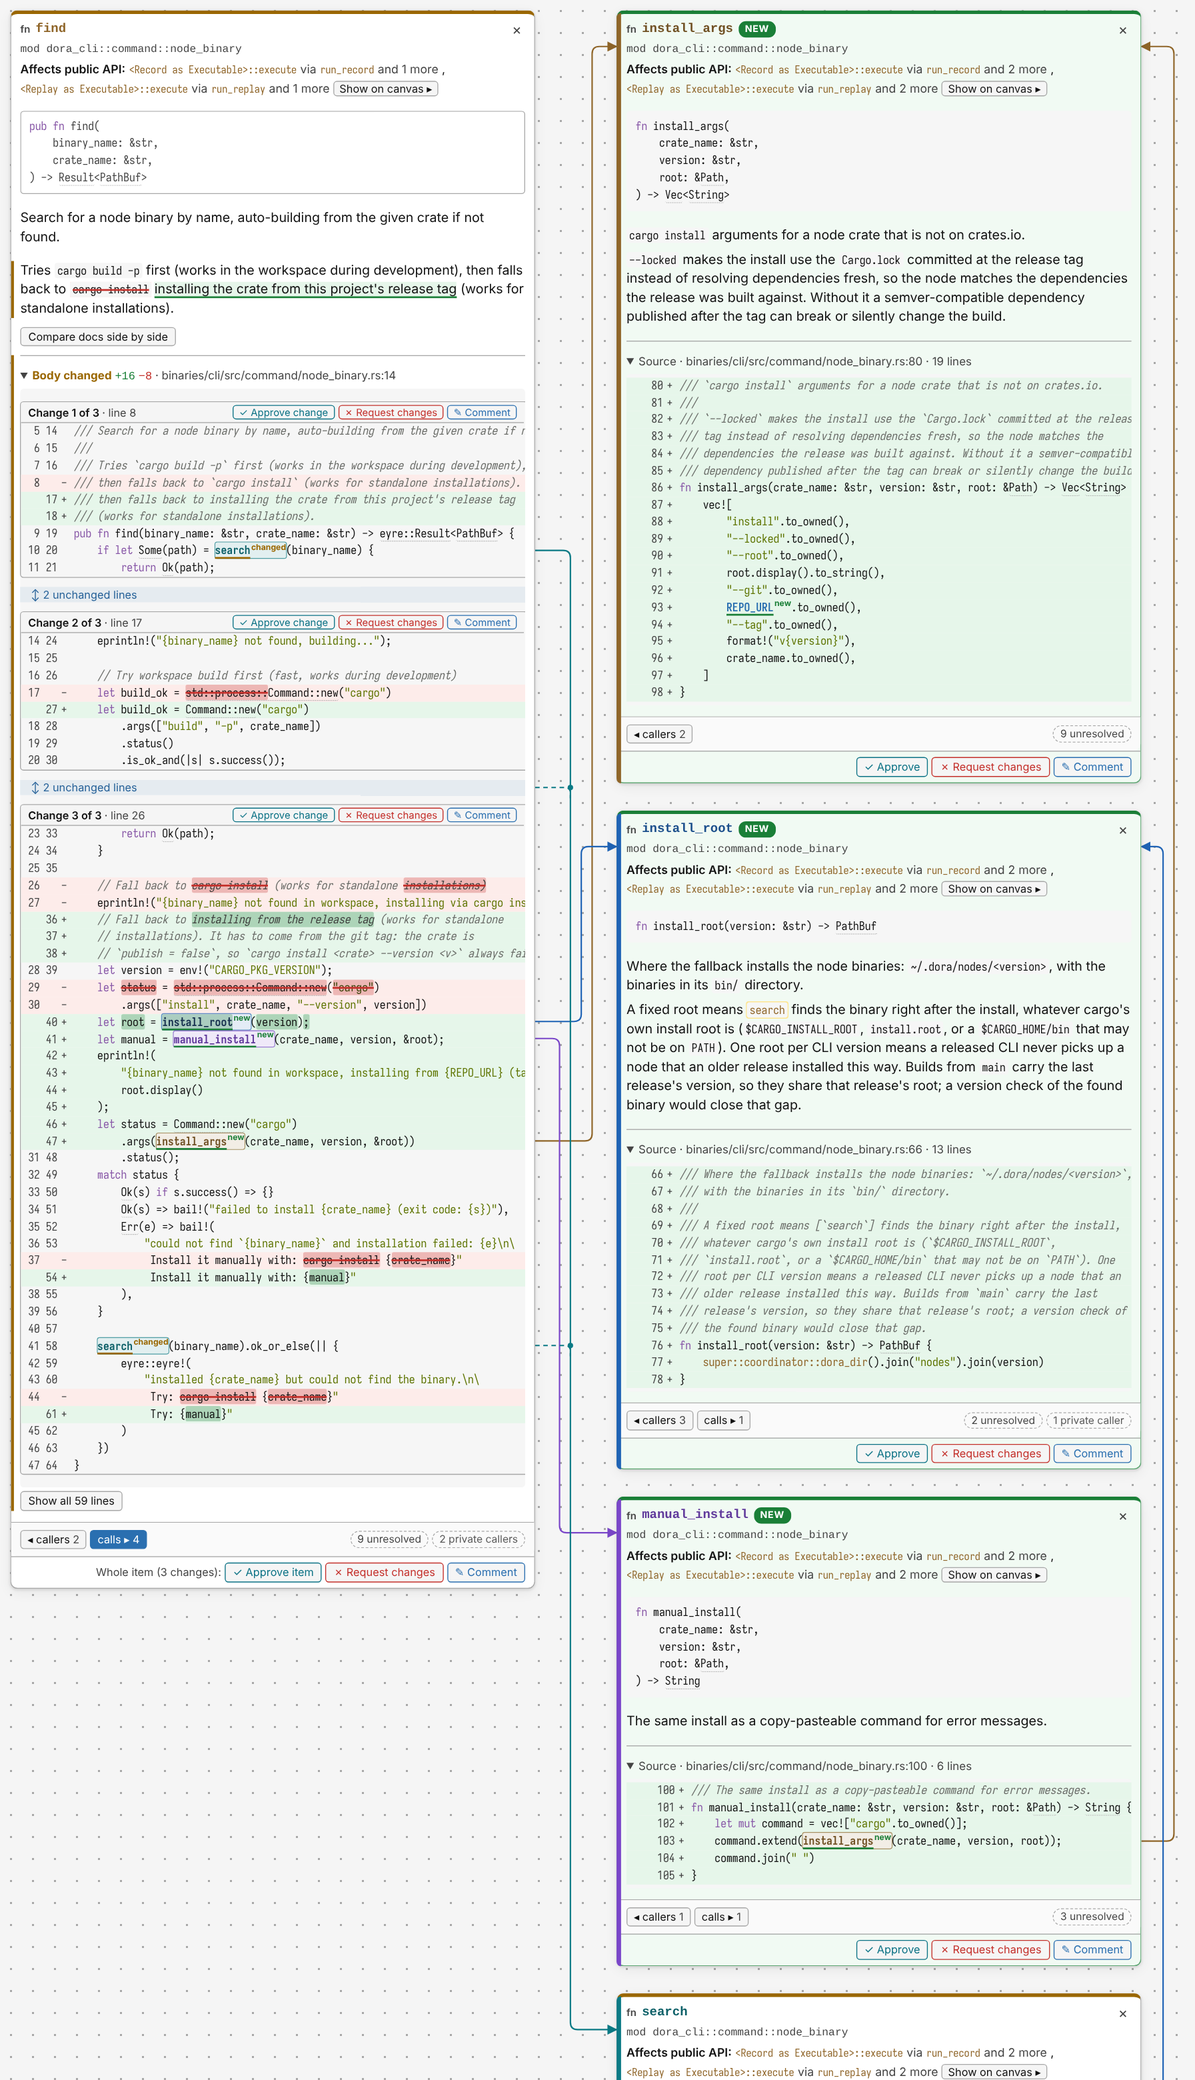 fn find ×
mod dora_cli::command::node_binary
Affects public API: <Record as Executable>::execute via run_record and 1 more ,
<Replay as Executable>::execute via run_replay and 1 more Show on canvas ▸
pub fn find(
    binary_name: &str,
    crate_name: &str,
) -> Result<PathBuf>
Search for a node binary by name, auto-building from the given crate if not
found.
Tries cargo build -p first (works in the workspace during development), then falls
back to cargo install installing the crate from this project's release tag (works for
standalone installations).
Compare docs side by side
▼ Body changed +16 −8 · binaries/cli/src/command/node_binary.rs:14
Change 1 of 3 · line 8 ✓ Approve change × Request changes ✎ Comment
5 14 /// Search for a node binary by name, auto-building from the given crate if
6 15 ///
7 16 /// Tries `cargo build -p` first (works in the workspace during development),
8 − /// then falls back to `cargo install` (works for standalone installations).
17 + /// then falls back to installing the crate from this project's release tag
18 + /// (works for standalone installations).
9 19 pub fn find(binary_name: &str, crate_name: &str) -> eyre::Result<PathBuf> {
10 20     if let Some(path) = search changed (binary_name) {
11 21         return Ok(path);
↕ 2 unchanged lines
Change 2 of 3 · line 17 ✓ Approve change × Request changes ✎ Comment
14 24     eprintln!("{binary_name} not found, building...");
15 25
16 26     // Try workspace build first (fast, works during development)
17 −     let build_ok = std::process::Command::new("cargo")
27 +     let build_ok = Command::new("cargo")
18 28         .args(["build", "-p", crate_name])
19 29         .status()
20 30         .is_ok_and(|s| s.success());
↕ 2 unchanged lines
Change 3 of 3 · line 26 ✓ Approve change × Request changes ✎ Comment
23 33         return Ok(path);
24 34     }
25 35
26 −     // Fall back to cargo install (works for standalone installations)
27 −     eprintln!("{binary_name} not found in workspace, installing via cargo ins
36 +     // Fall back to installing from the release tag (works for standalone
37 +     // installations). It has to come from the git tag: the crate is
38 +     // `publish = false`, so `cargo install <crate> --version <v>` always fai
28 39     let version = env!("CARGO_PKG_VERSION");
29 −     let status = std::process::Command::new("cargo")
30 −         .args(["install", crate_name, "--version", version])
40 +     let root = install_root new (version);
41 +     let manual = manual_install new (crate_name, version, &root);
42 +     eprintln!(
43 +         "{binary_name} not found in workspace, installing from {REPO_URL} (ta
44 +         root.display()
45 +     );
46 +     let status = Command::new("cargo")
47 +         .args(install_args new (crate_name, version, &root))
31 48         .status();
32 49     match status {
33 50         Ok(s) if s.success() => {}
34 51         Ok(s) => bail!("failed to install {crate_name} (exit code: {s})"),
35 52         Err(e) => bail!(
36 53             "could not find `{binary_name}` and installation failed: {e}\n\
37 −              Install it manually with: cargo install {crate_name}"
54 +              Install it manually with: {manual}"
38 55         ),
39 56     }
40 57
41 58     search changed (binary_name).ok_or_else(|| {
42 59         eyre::eyre!(
43 60             "installed {crate_name} but could not find the binary.\n\
44 −              Try: cargo install {crate_name}"
61 +              Try: {manual}"
45 62         )
46 63     })
47 64 }
Show all 59 lines
◂ callers 2 calls ▸ 4 9 unresolved 2 private callers
Whole item (3 changes): ✓ Approve item × Request changes ✎ Comment
fn install_args NEW ×
mod dora_cli::command::node_binary
Affects public API: <Record as Executable>::execute via run_record and 2 more ,
<Replay as Executable>::execute via run_replay and 2 more Show on canvas ▸
fn install_args(
    crate_name: &str,
    version: &str,
    root: &Path,
) -> Vec<String>
cargo install arguments for a node crate that is not on crates.io.
--locked makes the install use the Cargo.lock committed at the release tag
instead of resolving dependencies fresh, so the node matches the dependencies
the release was built against. Without it a semver-compatible dependency
published after the tag can break or silently change the build.
▼ Source · binaries/cli/src/command/node_binary.rs:80 · 19 lines
80 + /// `cargo install` arguments for a node crate that is not on crates.io.
81 + ///
82 + /// `--locked` makes the install use the `Cargo.lock` committed at the releas
83 + /// tag instead of resolving dependencies fresh, so the node matches the
84 + /// dependencies the release was built against. Without it a semver-compatibl
85 + /// dependency published after the tag can break or silently change the build
86 + fn install_args(crate_name: &str, version: &str, root: &Path) -> Vec<String>
87 +     vec![
88 +         "install".to_owned(),
89 +         "--locked".to_owned(),
90 +         "--root".to_owned(),
91 +         root.display().to_string(),
92 +         "--git".to_owned(),
93 +         REPO_URL new .to_owned(),
94 +         "--tag".to_owned(),
95 +         format!("v{version}"),
96 +         crate_name.to_owned(),
97 +     ]
98 + }
◂ callers 2 9 unresolved
✓ Approve × Request changes ✎ Comment
fn install_root NEW ×
mod dora_cli::command::node_binary
Affects public API: <Record as Executable>::execute via run_record and 2 more ,
<Replay as Executable>::execute via run_replay and 2 more Show on canvas ▸
fn install_root(version: &str) -> PathBuf
Where the fallback installs the node binaries: ~/.dora/nodes/<version>, with the
binaries in its bin/ directory.
A fixed root means search finds the binary right after the install, whatever cargo's
own install root is ( $CARGO_INSTALL_ROOT , install.root, or a $CARGO_HOME/bin that may
not be on PATH ). One root per CLI version means a released CLI never picks up a
node that an older release installed this way. Builds from main carry the last
release's version, so they share that release's root; a version check of the found
binary would close that gap.
▼ Source · binaries/cli/src/command/node_binary.rs:66 · 13 lines
66 + /// Where the fallback installs the node binaries: `~/.dora/nodes/<version>`,
67 + /// with the binaries in its `bin/` directory.
68 + ///
69 + /// A fixed root means [`search`] finds the binary right after the install,
70 + /// whatever cargo's own install root is (`$CARGO_INSTALL_ROOT`,
71 + /// `install.root`, or a `$CARGO_HOME/bin` that may not be on `PATH`). One
72 + /// root per CLI version means a released CLI never picks up a node that an
73 + /// older release installed this way. Builds from `main` carry the last
74 + /// release's version, so they share that release's root; a version check of
75 + /// the found binary would close that gap.
76 + fn install_root(version: &str) -> PathBuf {
77 +     super::coordinator::dora_dir().join("nodes").join(version)
78 + }
◂ callers 3 calls ▸ 1 2 unresolved 1 private caller
✓ Approve × Request changes ✎ Comment
fn manual_install NEW ×
mod dora_cli::command::node_binary
Affects public API: <Record as Executable>::execute via run_record and 2 more ,
<Replay as Executable>::execute via run_replay and 2 more Show on canvas ▸
fn manual_install(
    crate_name: &str,
    version: &str,
    root: &Path,
) -> String
The same install as a copy-pasteable command for error messages.
▼ Source · binaries/cli/src/command/node_binary.rs:100 · 6 lines
100 + /// The same install as a copy-pasteable command for error messages.
101 + fn manual_install(crate_name: &str, version: &str, root: &Path) -> String {
102 +     let mut command = vec!["cargo".to_owned()];
103 +     command.extend(install_args new (crate_name, version, root));
104 +     command.join(" ")
105 + }
◂ callers 1 calls ▸ 1 3 unresolved
✓ Approve × Request changes ✎ Comment
fn search ×
mod dora_cli::command::node_binary
Affects public API: <Record as Executable>::execute via run_record and 2 more ,
<Replay as Executable>::execute via run_replay and 2 more Show on canvas ▸